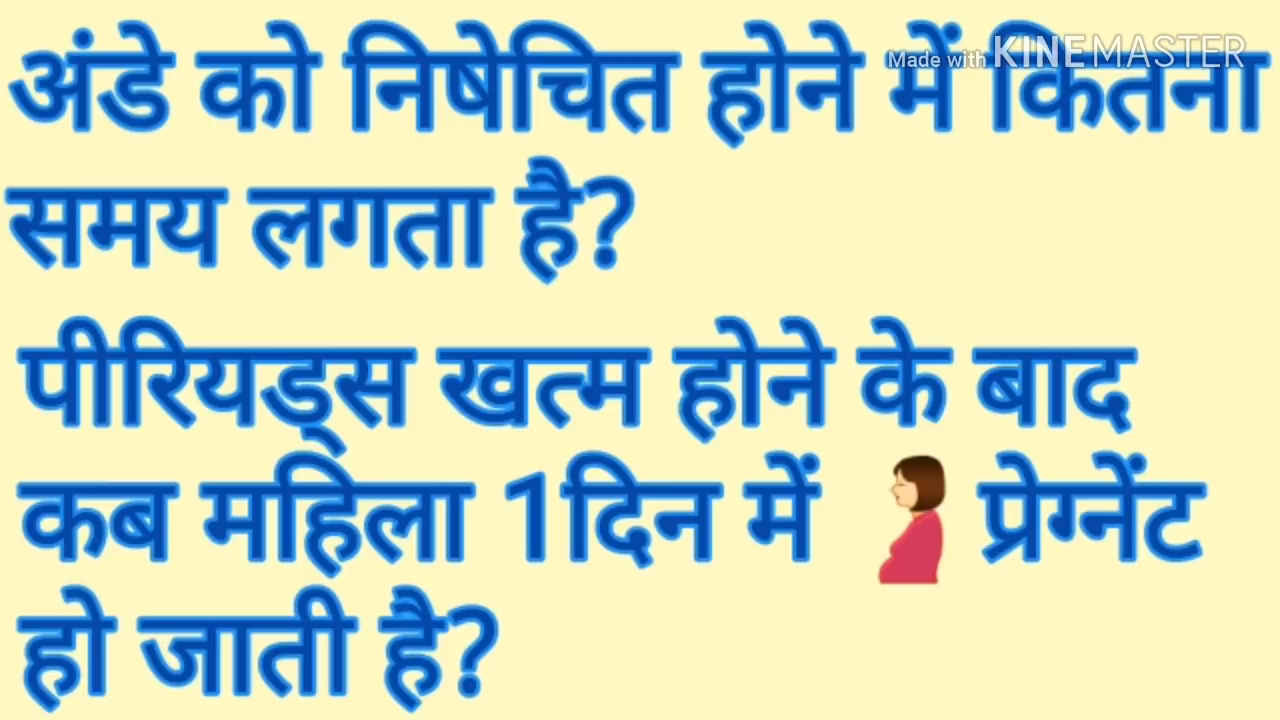 Made with KINEMASTER
अंडे को निषेचित होने में कितना
समय लगता है?
पीरियड्स खत्म होने के बाद
कब महिला 1दिन में प्रेग्नेंट
हो जाती है?